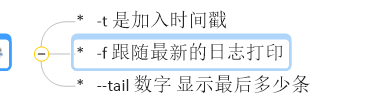 * -t 是加入时间戳
* -f 跟随最新的日志打印
* --tail 数字 显示最后多少条